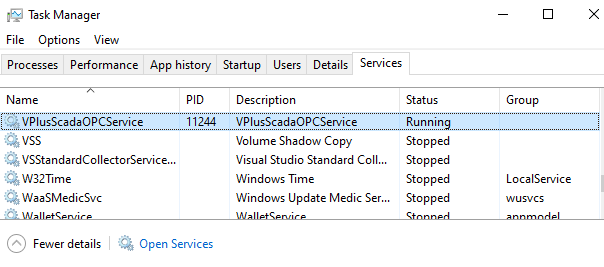 Task Manager
File Options View
Processes Performance App history Startup Users Details Services
Name PID Description Status Group
VPlusScadaOPCService 11244 VPlusScadaOPCService Running
VSS Volume Shadow Copy Stopped
VSStandardCollectorService... Visual Studio Standard Coll... Stopped
W32Time Windows Time Stopped LocalService
WaaSMedicSvc Windows Update Medic Ser... Stopped wusvcs
WalletService WalletService Stopped appmodel
Fewer details Open Services